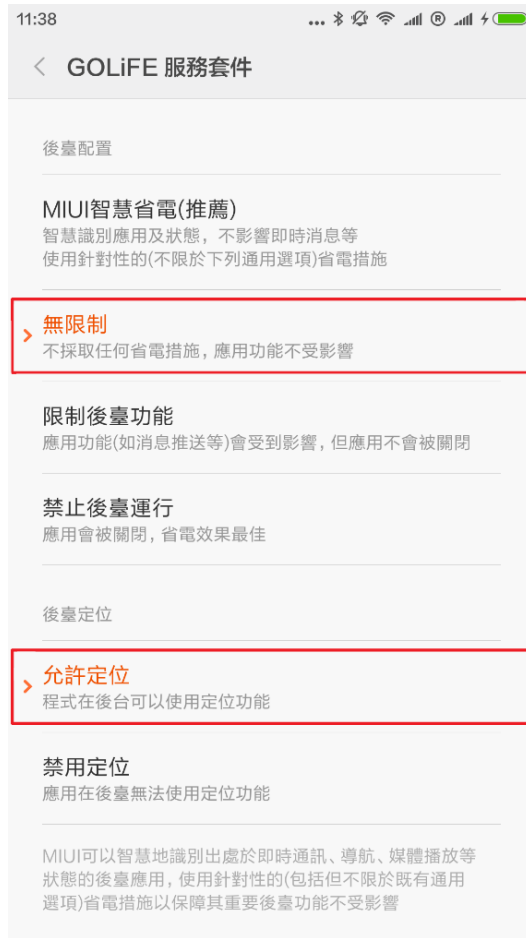 11:38
GOLiFE 服務套件
後臺配置
MIUI智慧省電(推薦)
智慧識別應用及狀態，不影響即時消息等
使用針對性的(不限於下列通用選項)省電措施
無限制
不採取任何省電措施，應用功能不受影響
限制後臺功能
應用功能(如消息推送等)會受到影響，但應用不會被關閉
禁止後臺運行
應用會被關閉，省電效果最佳
後臺定位
允許定位
程式在後台可以使用定位功能
禁用定位
應用在後臺無法使用定位功能
MIUI可以智慧地識別出處於即時通訊、導航、媒體播放等
狀態的後臺應用，使用針對性的(包括但不限於既有通用
選項)省電措施以保障其重要後臺功能不受影響